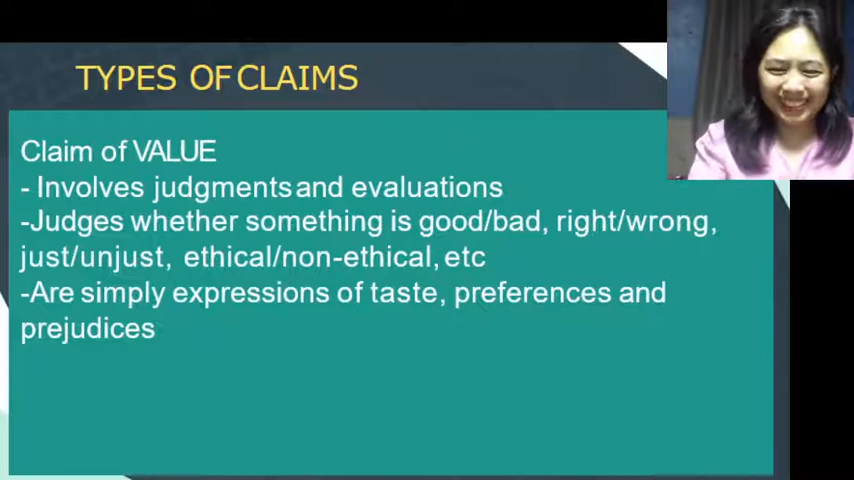 TYPES OF CLAIMS
Claim of VALUE
- Involves judgments and evaluations
-Judges whether something is good/bad, right/wrong,
just/unjust, ethical/non-ethical, etc
-Are simply expressions of taste, preferences and
prejudices